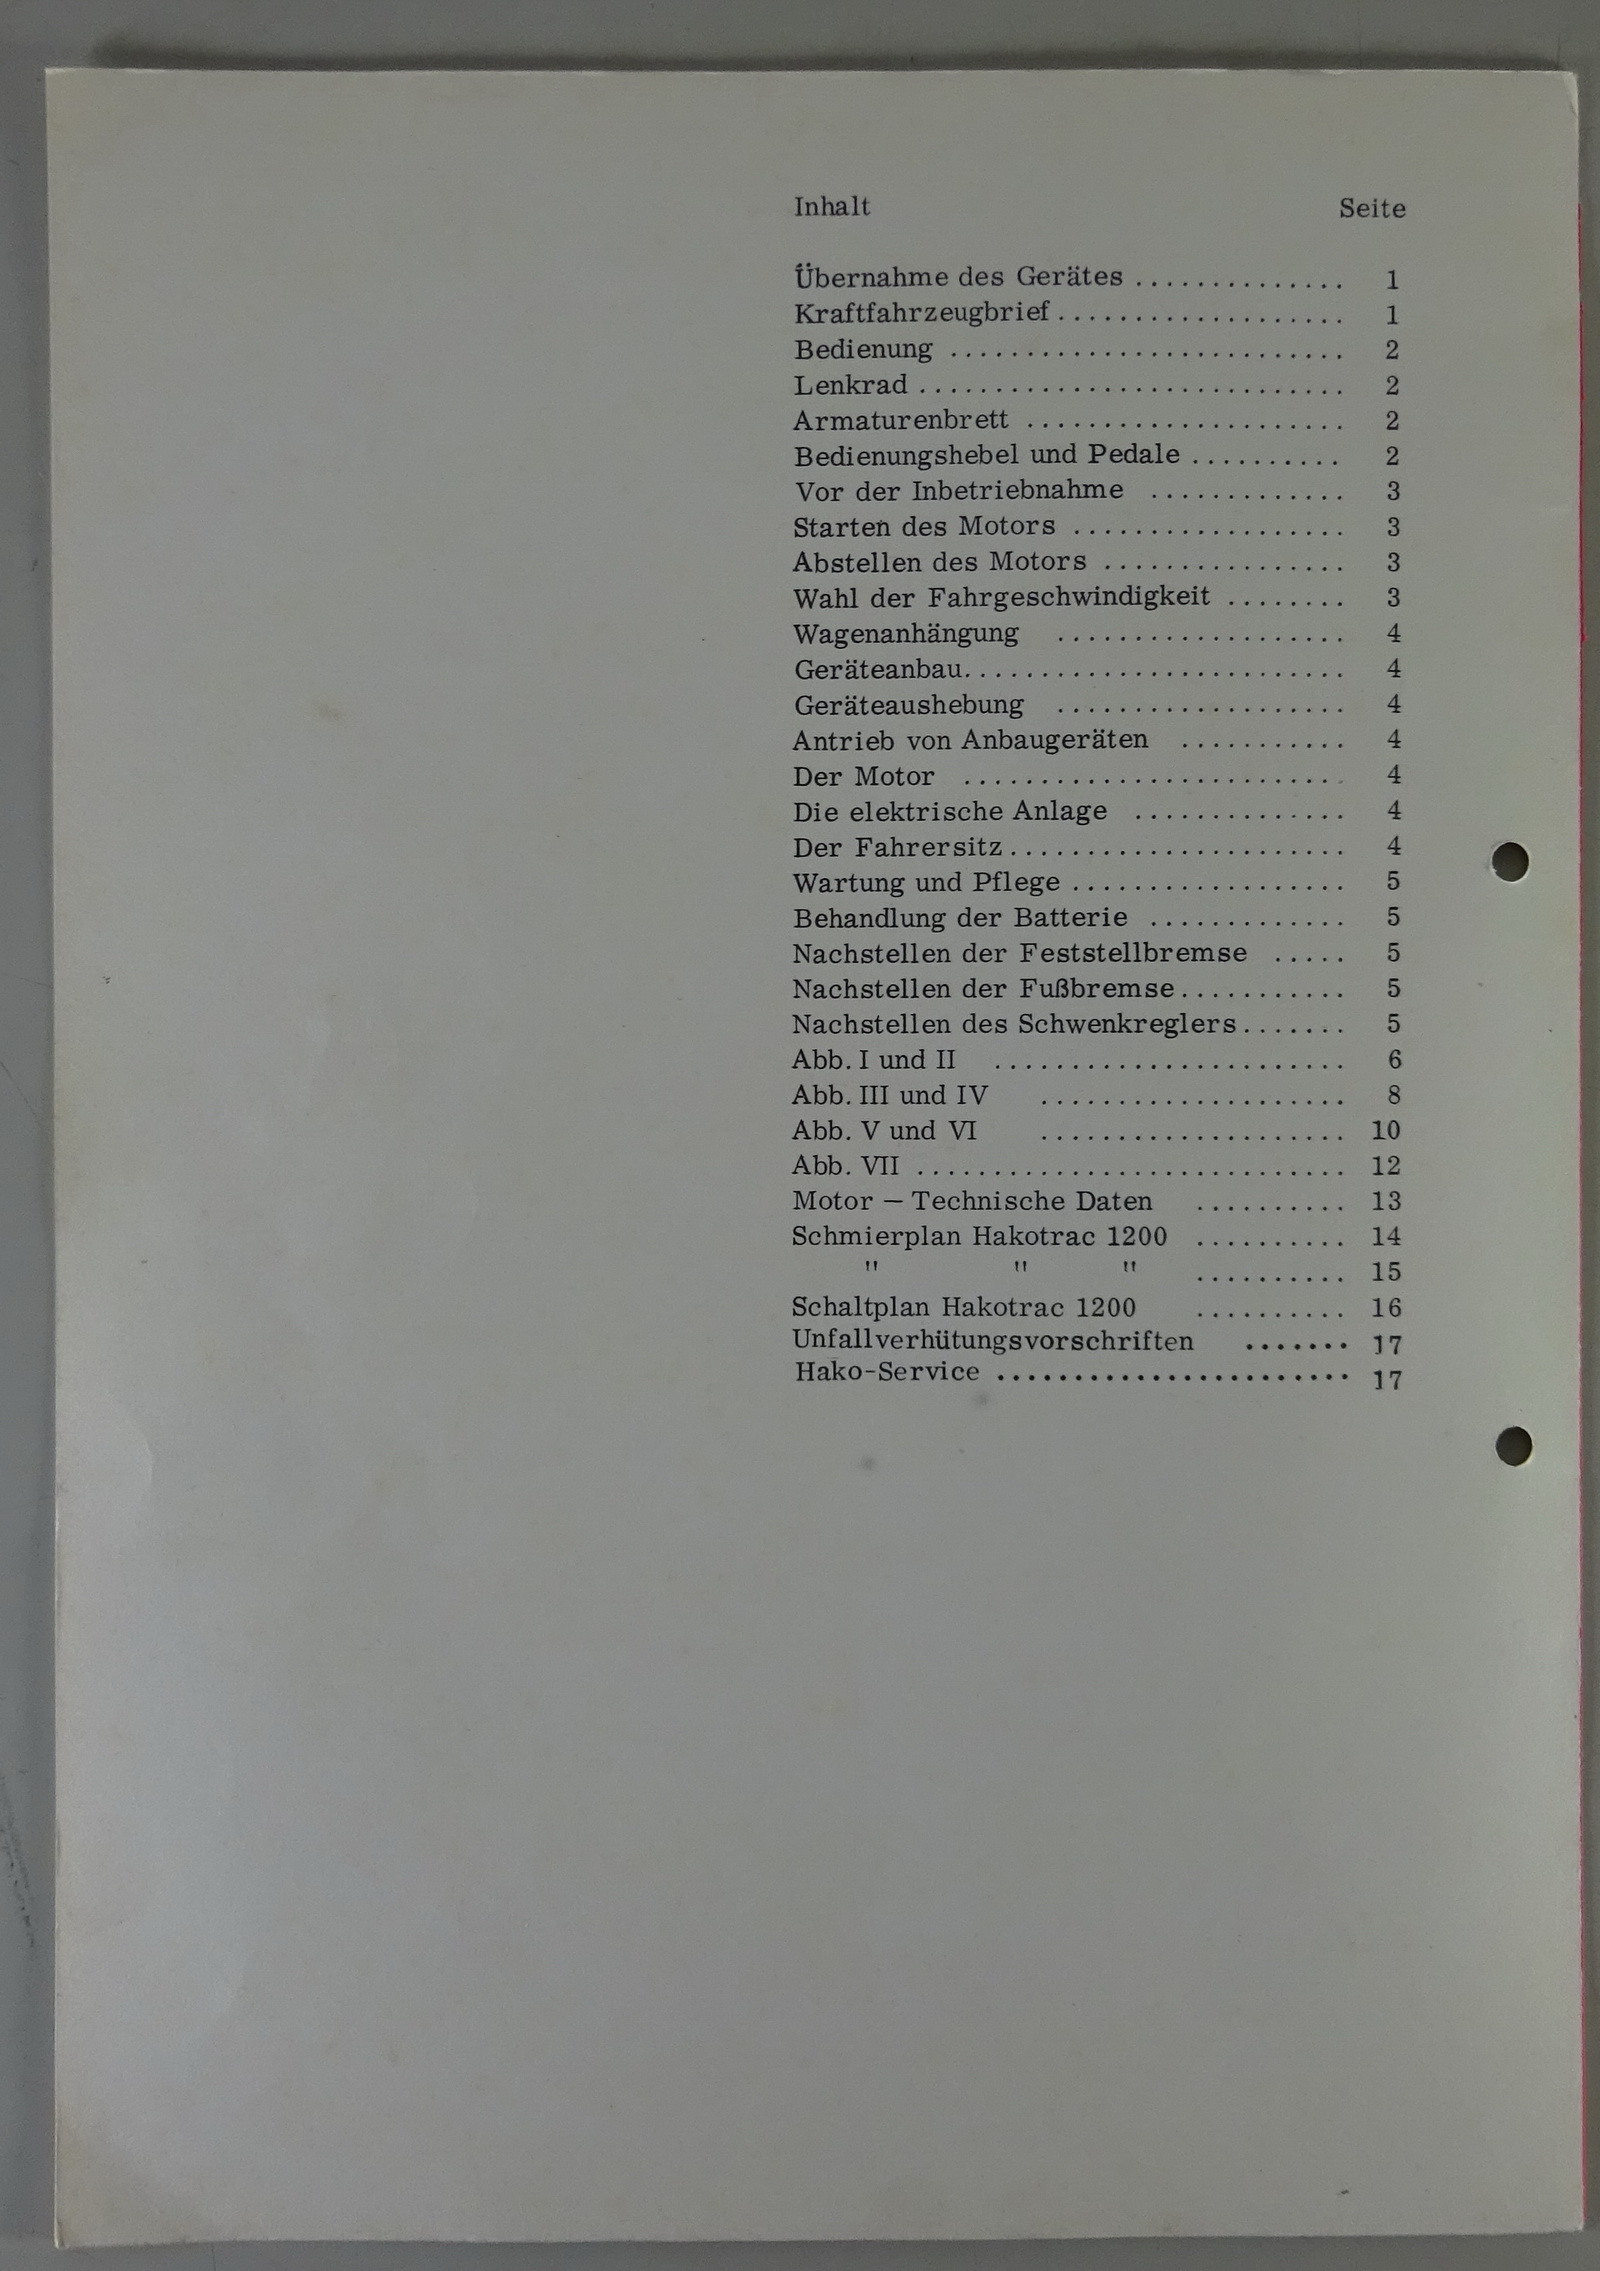 Inhalt Seite
Übernahme des Gerätes .............. 1
Kraftfahrzeugbrief ................... 1
Bedienung .......................... 2
Lenkrad ............................ 2
Armaturenbrett ..................... 2
Bedienungshebel und Pedale .......... 2
Vor der Inbetriebnahme ............. 3
Starten des Motors .................. 3
Abstellen des Motors ................ 3
Wahl der Fahrgeschwindigkeit ........ 3
Wagenanhängung ................... 4
Geräteanbau......................... 4
Geräteaushebung ................... 4
Antrieb von Anbaugeräten ........... 4
Der Motor ......................... 4
Die elektrische Anlage .............. 4
Der Fahrersitz ...................... 4
Wartung und Pflege .................. 5
Behandlung der Batterie ............. 5
Nachstellen der Feststellbremse ..... 5
Nachstellen der Fußbremse ........... 5
Nachstellen des Schwenkreglers ....... 5
Abb. I und II ....................... 6
Abb. III und IV .................... 8
Abb. V und VI .................... 10
Abb. VII ............................ 12
Motor — Technische Daten .......... 13
Schmierplan Hakotrac 1200 .......... 14
" " " .......... 15
Schaltplan Hakotrac 1200 .......... 16
Unfallverhütungsvorschriften ....... 17
Hako-Service ....................... 17